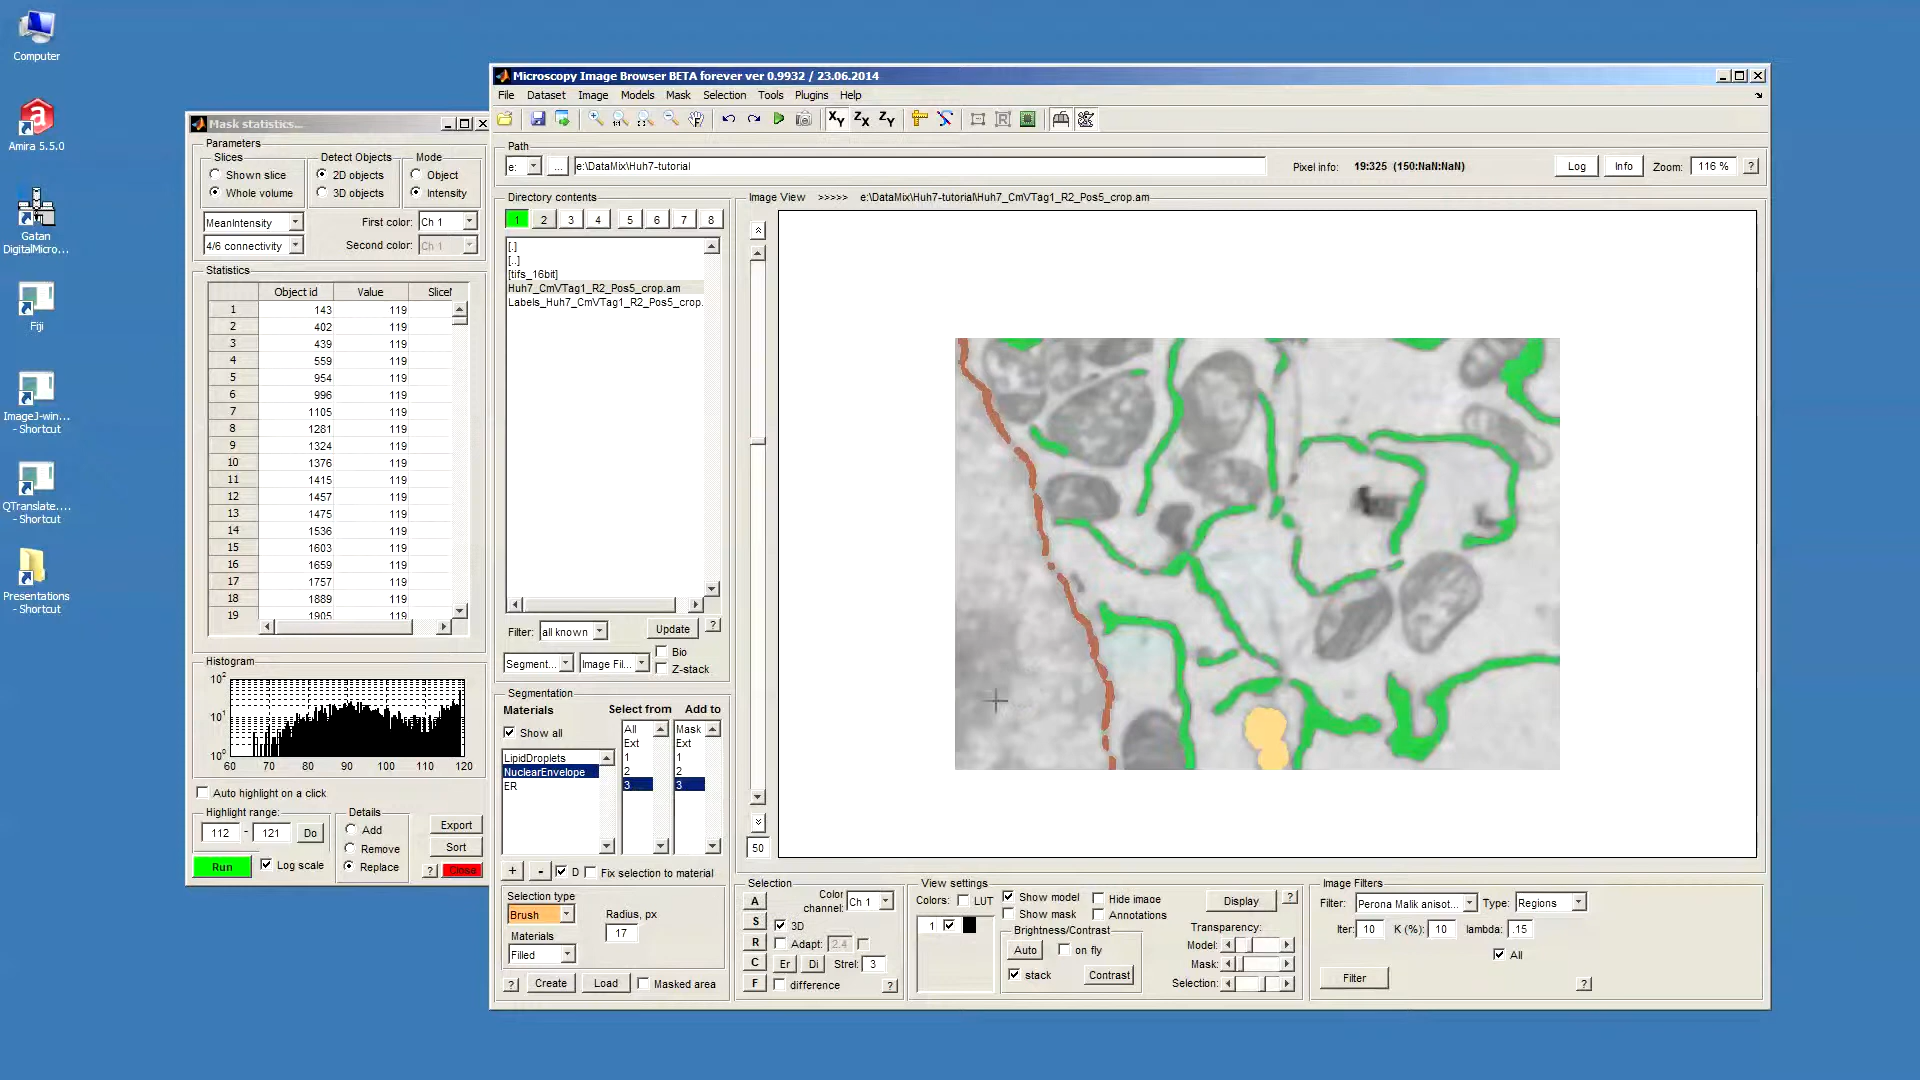 Computer
Amira 5.5.0
Gatan
DigitalMicro...
Fiji
ImageJ-win...
- Shortcut
QTranslate....
- Shortcut
Presentations
- Shortcut
Mask statistics...
Parameters
Slices
Shown slice
Whole volume
Detect Objects
2D objects
3D objects
Mode
Object
Intensity
MeanIntensity
First color: Ch 1
4/6 connectivity
Second color: Ch 1
Statistics
Object id Value
1 143 119
2 402 119
3 439 119
4 559 119
5 954 119
6 996 119
7 1105 119
8 1281 119
9 1324 119
10 1376 119
11 1415 119
12 1457 119
13 1475 119
14 1536 119
15 1603 119
16 1659 119
17 1757 119
18 1889 119
19 1905 119
Histogram
10²
10¹
10⁰
60 70 80 90 100 110 120
Auto highlight on a click
Highlight range:
112 - 121 Do
Run
Log scale
Details
Add
Remove
Replace
Export
Sort
? Close
Microscopy Image Browser BETA forever ver 0.9932 / 23.06.2014
File Dataset Image Models Mask Selection Tools Plugins Help
XY ZX ZY
Path
e: ... e:\DataMix\Huh7-tutorial
Pixel info: 19:325 (150:NaN:NaN)
Log Info Zoom: 116 % ?
Directory contents
1 2 3 4 5 6 7 8
[.]
[..]
[tifs_16bit]
Huh7_CmVTag1_R2_Pos5_crop.am
Labels_Huh7_CmVTag1_R2_Pos5_crop.
Filter: all known Update ?
Segment... Image Fil...
Bio
Z-stack
Image View >>>>> e:\DataMix\Huh7-tutorial\Huh7_CmVTag1_R2_Pos5_crop.am
50
Segmentation
Materials Select from Add to
Show all
LipidDroplets
NuclearEnvelope
ER
All
Ext
1
2
3
Mask
Ext
1
2
3
+ - D Fix selection to material
Selection type
Brush
Radius, px
17
Materials
Filled
? Create Load Masked area
Selection
A
S
R
C
F
Color
channel: Ch 1
3D
Adapt: 2.4
Er Di Strel: 3
difference ?
View settings
Colors: LUT
1
Show model
Show mask
Hide image
Annotations
Display ?
Brightness/Contrast
Auto on fly
stack Contrast
Transparency:
Model:
Mask:
Selection:
Image Filters
Filter: Perona Malik anisot... Type: Regions
Iter: 10 K (%): 10 lambda: .15
All
Filter ?